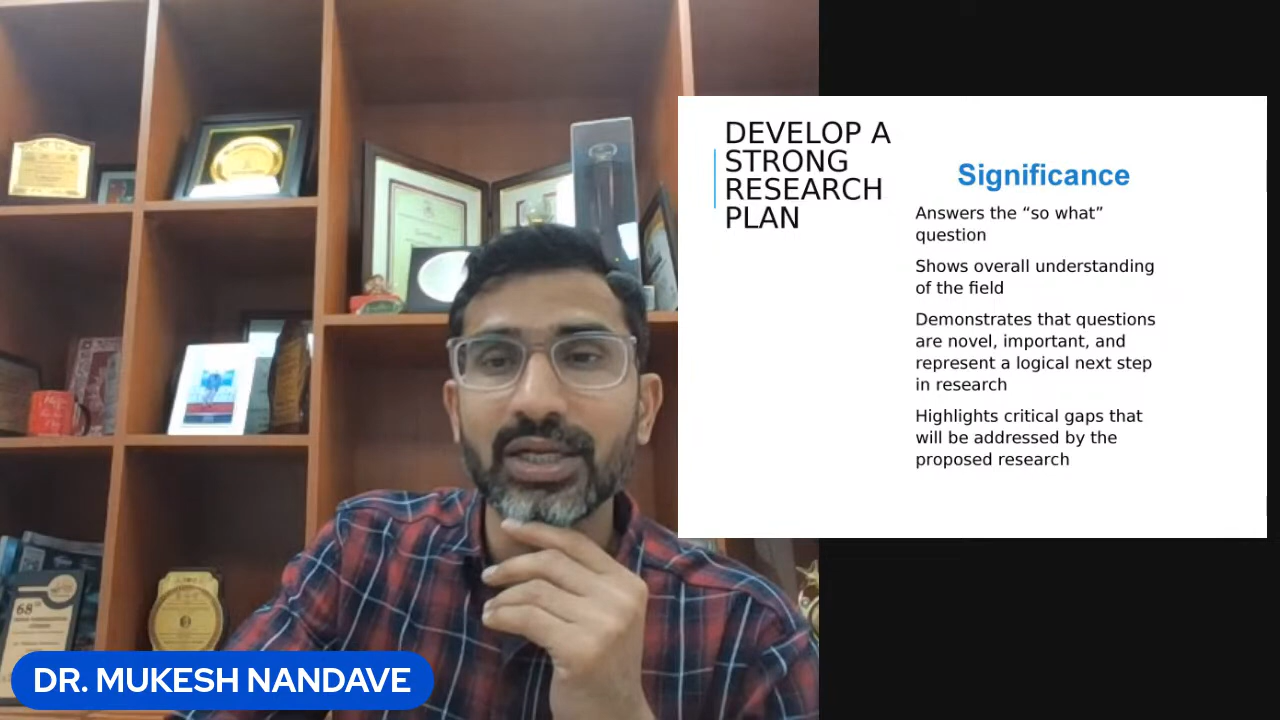 DEVELOP A
STRONG
RESEARCH
PLAN
Significance
Answers the “so what”
question
Shows overall understanding
of the field
Demonstrates that questions
are novel, important, and
represent a logical next step
in research
Highlights critical gaps that
will be addressed by the
proposed research
68
DR. MUKESH NANDAVE